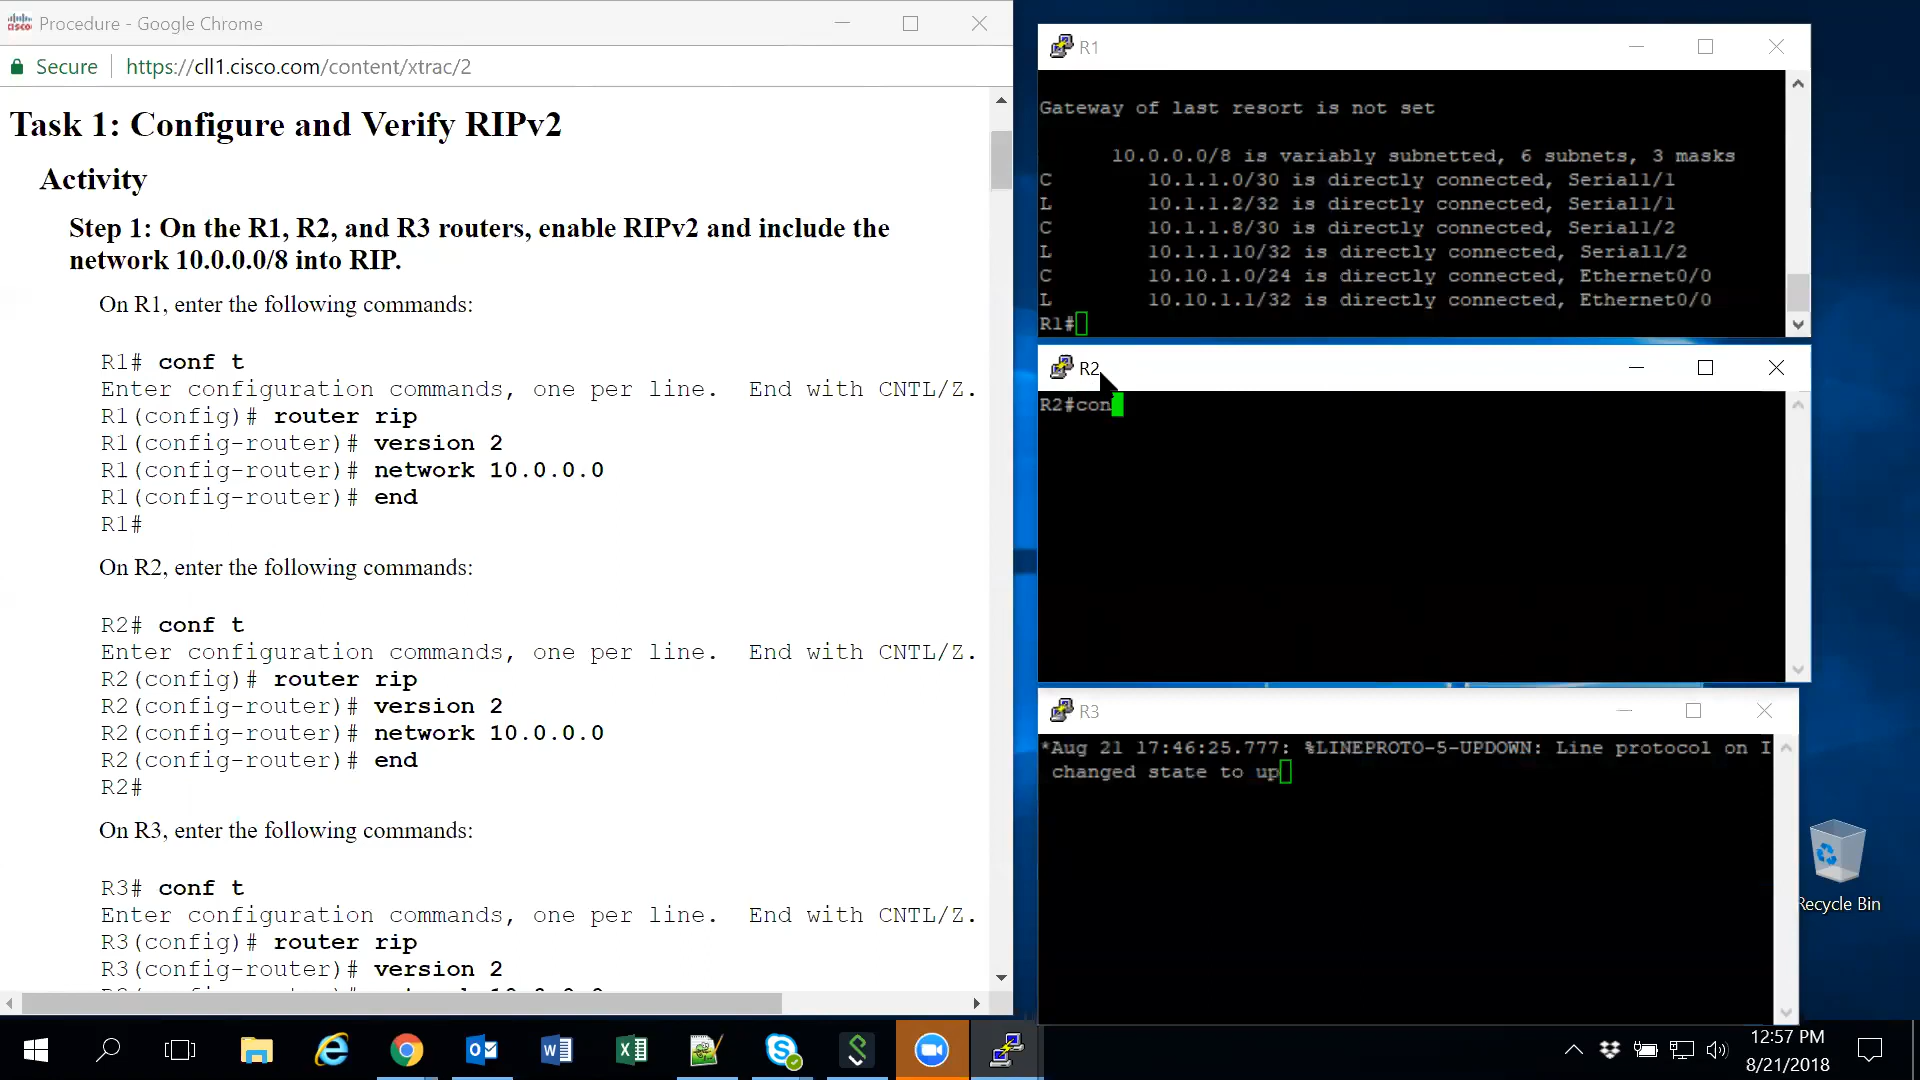 Procedure - Google Chrome
Secure
https://cll1.cisco.com/content/xtrac/2
Task 1: Configure and Verify RIPv2
Activity
Step 1: On the R1, R2, and R3 routers, enable RIPv2 and include the
network 10.0.0.0/8 into RIP.
On R1, enter the following commands:
R1# conf t
Enter configuration commands, one per line.  End with CNTL/Z.
R1(config)# router rip
R1(config-router)# version 2
R1(config-router)# network 10.0.0.0
R1(config-router)# end
R1#
On R2, enter the following commands:
R2# conf t
Enter configuration commands, one per line.  End with CNTL/Z.
R2(config)# router rip
R2(config-router)# version 2
R2(config-router)# network 10.0.0.0
R2(config-router)# end
R2#
On R3, enter the following commands:
R3# conf t
Enter configuration commands, one per line.  End with CNTL/Z.
R3(config)# router rip
R3(config-router)# version 2
R1
Gateway of last resort is not set
10.0.0.0/8 is variably subnetted, 6 subnets, 3 masks
C 10.1.1.0/30 is directly connected, Serial1/1
L 10.1.1.2/32 is directly connected, Serial1/1
C 10.1.1.8/30 is directly connected, Serial1/2
L 10.1.1.10/32 is directly connected, Serial1/2
C 10.10.1.0/24 is directly connected, Ethernet0/0
L 10.10.1.1/32 is directly connected, Ethernet0/0
R1#
R2
R2#con
R3
*Aug 21 17:46:25.777: %LINEPROTO-5-UPDOWN: Line protocol on I
changed state to up
Recycle Bin
12:57 PM
8/21/2018